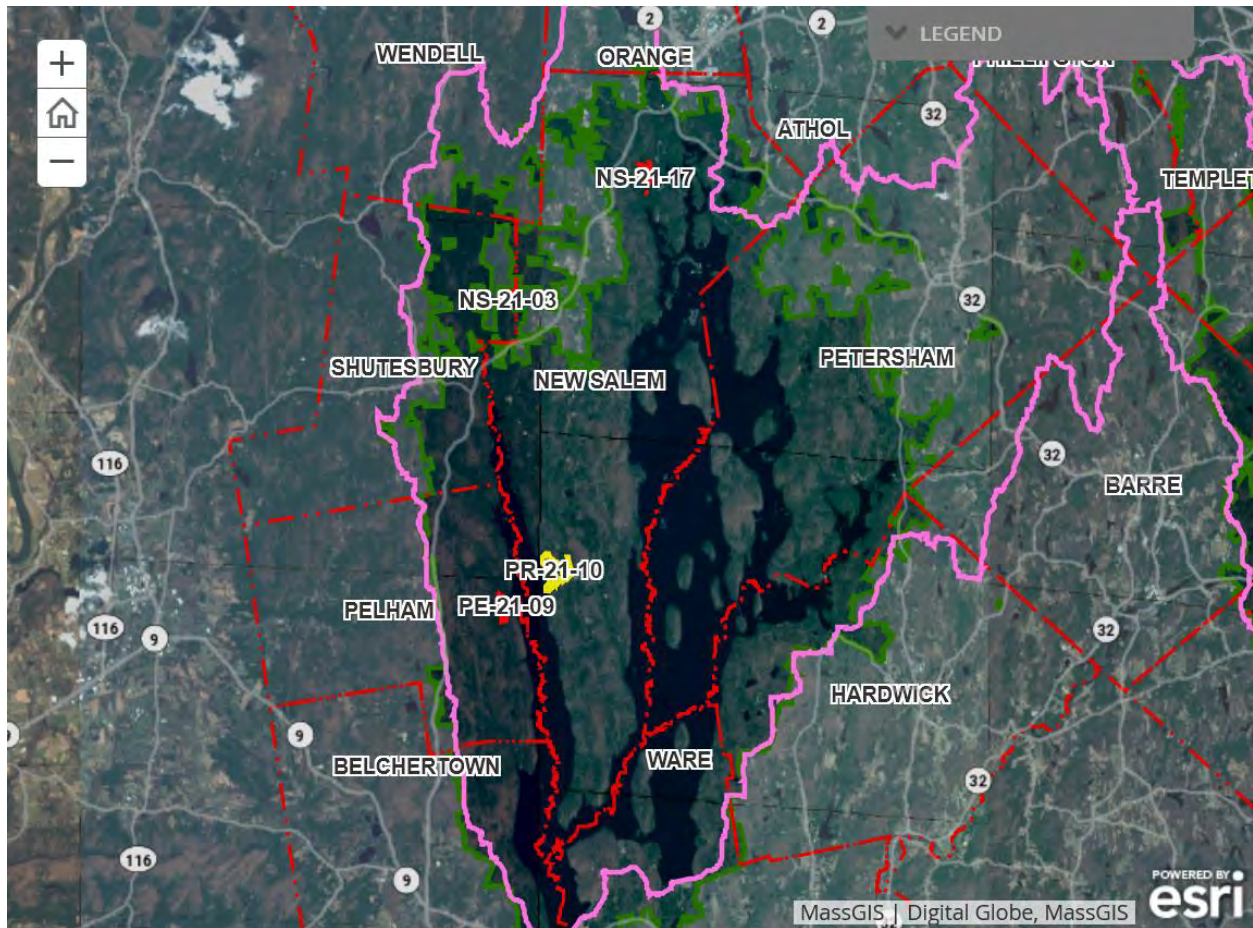 2
2
LEGEND
WENDELL
ORANGE
+
32
ATHOL
−
NS-21-17
TEMPLET
NS-21-03
32
SHUTESBURY
NEW SALEM
PETERSHAM
116
32
BARRE
PR-21-10
PE-21-09
PELHAM
116
9
32
HARDWICK
9
WARE
BELCHERTOWN
32
116
9
POWERED BY
esri
MassGIS | Digital Globe, MassGIS